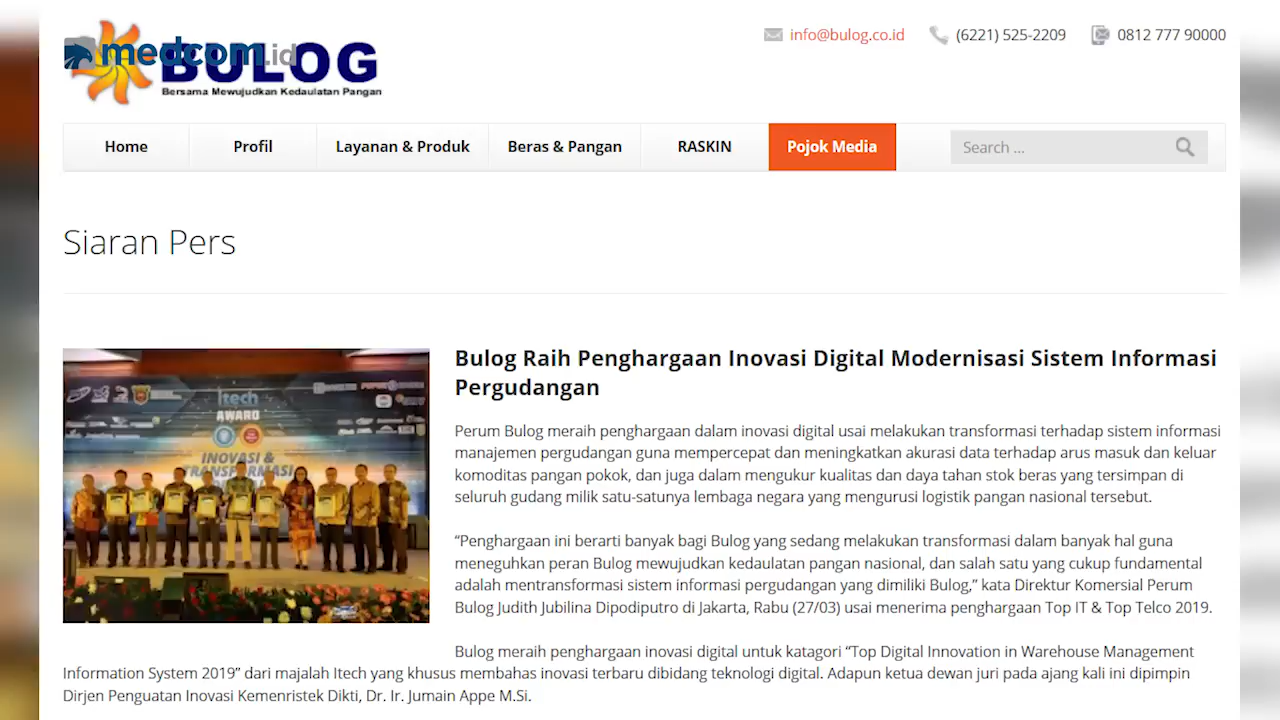 medcom.id
BULOG
Bersama Mewujudkan Kedaulatan Pangan
info@bulog.co.id
(6221) 525-2209
0812 777 90000
Home
Profil
Layanan & Produk
Beras & Pangan
RASKIN
Pojok Media
Search ...
Siaran Pers
Itech
AWARD
INOVASI &
TRANSFORMASI
Bulog Raih Penghargaan Inovasi Digital Modernisasi Sistem Informasi
Pergudangan
Perum Bulog meraih penghargaan dalam inovasi digital usai melakukan transformasi terhadap sistem informasi
manajemen pergudangan guna mempercepat dan meningkatkan akurasi data terhadap arus masuk dan keluar
komoditas pangan pokok, dan juga dalam mengukur kualitas dan daya tahan stok beras yang tersimpan di
seluruh gudang milik satu-satunya lembaga negara yang mengurusi logistik pangan nasional tersebut.
“Penghargaan ini berarti banyak bagi Bulog yang sedang melakukan transformasi dalam banyak hal guna
meneguhkan peran Bulog mewujudkan kedaulatan pangan nasional, dan salah satu yang cukup fundamental
adalah mentransformasi sistem informasi pergudangan yang dimiliki Bulog,” kata Direktur Komersial Perum
Bulog Judith Jubilina Dipodiputro di Jakarta, Rabu (27/03) usai menerima penghargaan Top IT & Top Telco 2019.
Bulog meraih penghargaan inovasi digital untuk katagori “Top Digital Innovation in Warehouse Management
Information System 2019” dari majalah Itech yang khusus membahas inovasi terbaru dibidang teknologi digital. Adapun ketua dewan juri pada ajang kali ini dipimpin
Dirjen Penguatan Inovasi Kemenristek Dikti, Dr. Ir. Jumain Appe M.Si.